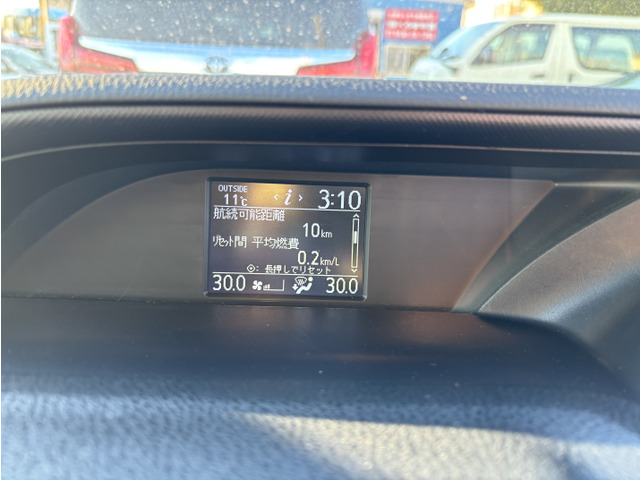 OUTSIDE
11℃ ‹ i › 3:10
航続可能距離
10km
リセット間 平均燃費
0.2km/L
⊙: 長押しでリセット
30.0 30.0